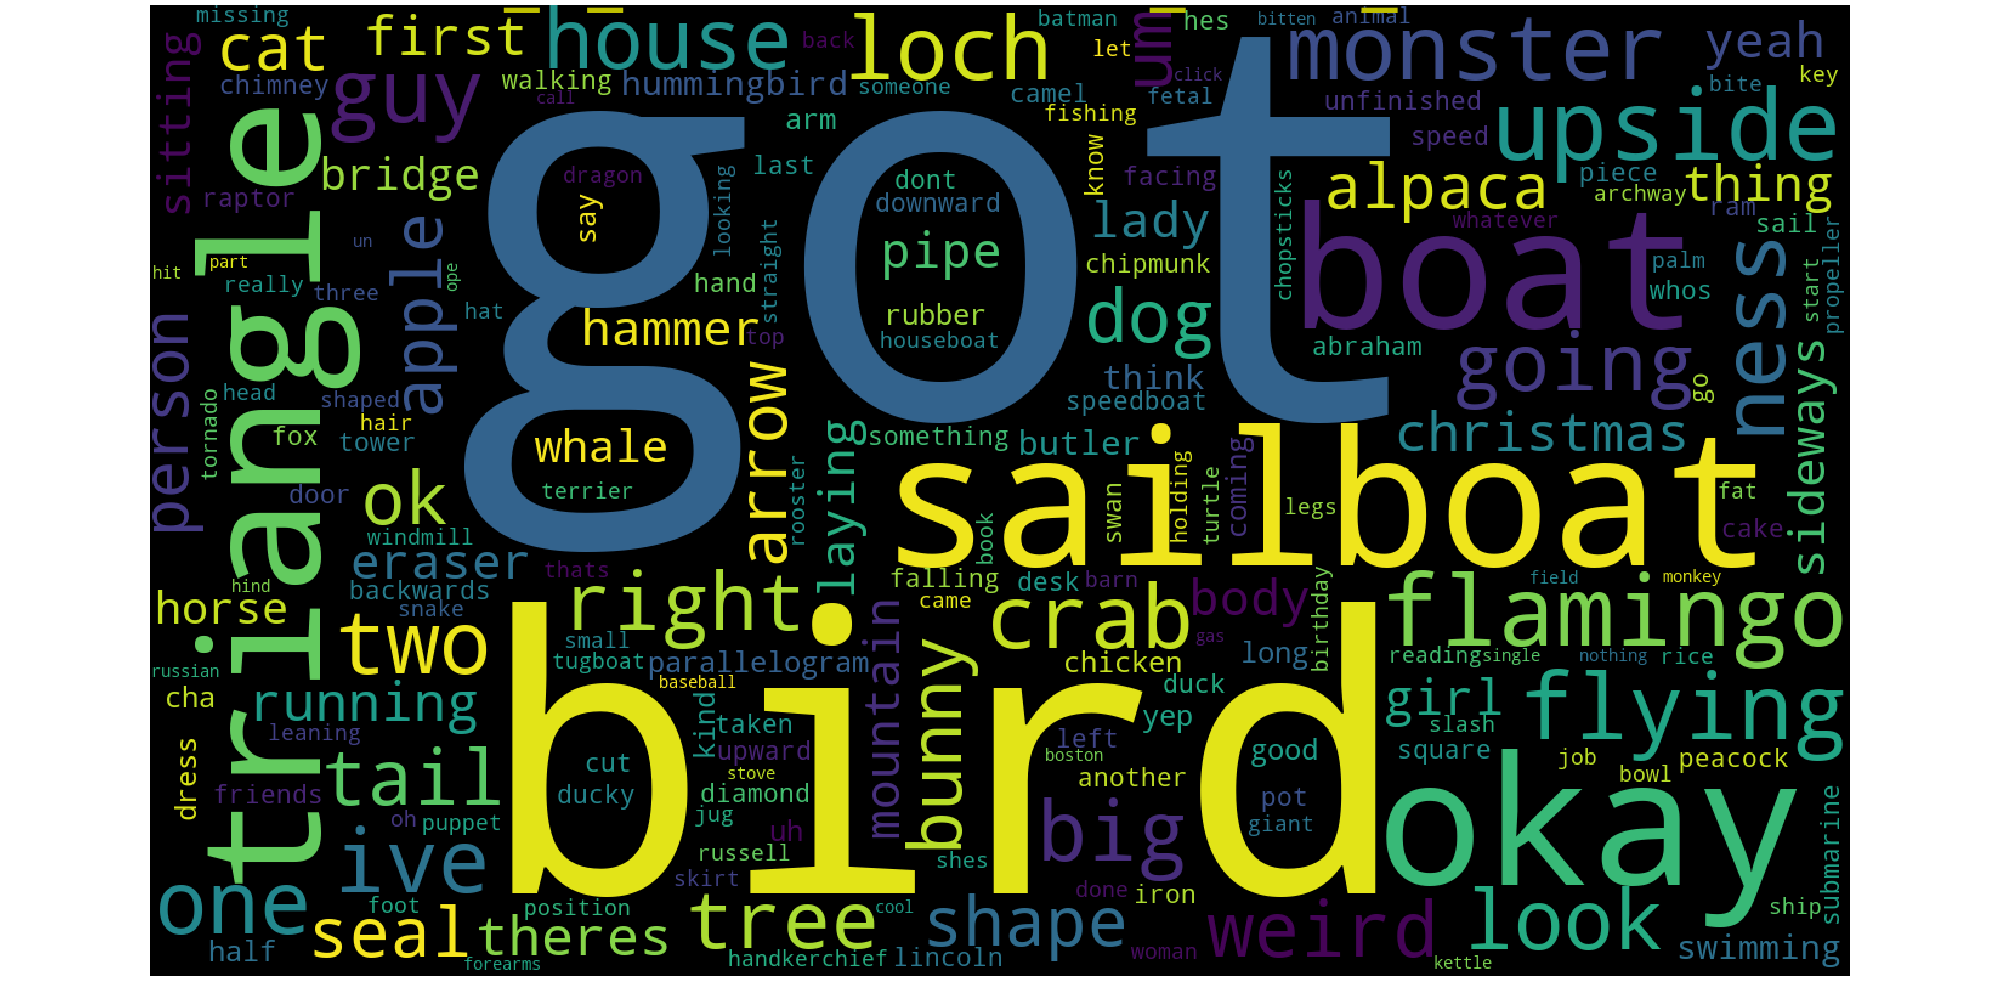 missing
cat
first
house
back
loch
batman
let
um
hes
bitten
animal
monster
yeah
sitting
chimney
guy
walking
call
hummingbird
someone
camel
click
fetal
unfinished
bite
key
fishing
speed
upside
raptor
bridge
arm
last
dragon
say
looking
got
dont
downward
pipe
know
facing
lady
chopsticks
alpaca
piece
archway
thing
ram
whatever
sail
boat
triangle
un
hit
part
really
three
apple
ope
hat
hammer
hand
straight
top
rubber
houseboat
chipmunk
dog
abraham
palm
whos
ness
start
propeller
going
go
person
tornado
head
shaped
hair
fox
tower
door
ok
whale
terrier
arrow
rooster
laying
think
speedboat
something
butler
christmas
sideways
sailboat
swan
holding
turtle
coming
legs
fat
cake
book
windmill
eraser
backwards
snake
thats
hind
horse
two
right
small
tugboat
parallelogram
baseball
falling
came
desk
barn
crab
body
gas
birthday
field
monkey
flamingo
russian
cha
running
leaning
mountain
bunny
chicken
long
reading
single
nothing
rice
duck
yep
girl
slash
square
flying
kind
taken
upward
stove
diamond
jug
uh
russell
skirt
bird
cut
ducky
left
boston
another
good
pot
giant
job
bowl
peacock
dress
friends
tail
oh
puppet
ive
big
okay
submarine
one
foot
half
seal
position
theres
forearms
tree
cool
handkerchief
shes
shape
lincoln
done
iron
woman
weird
look
kettle
ship
swimming